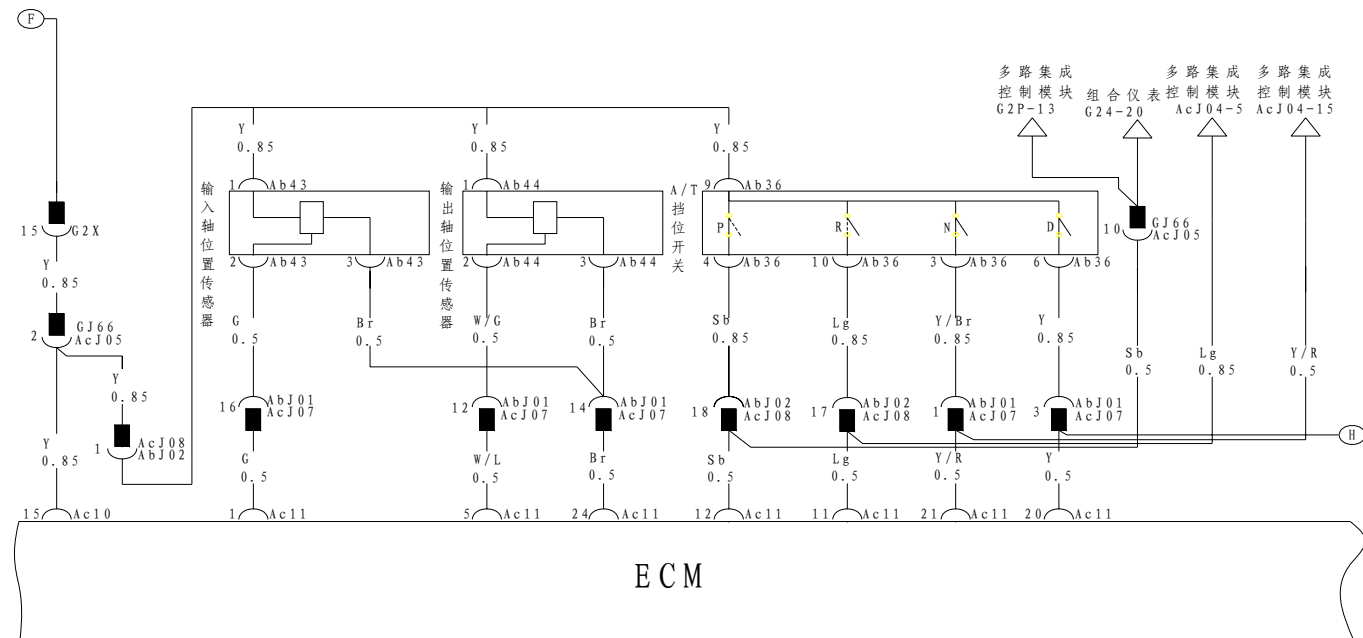 F
多路集成
控制模块
G2P-13
组合仪表
G24-20
多路集成
控制模块
AcJ04-5
多路集成
控制模块
AcJ04-15
Y
0.85
Y
0.85
Y
0.85
1 Ab43
1 Ab44
9 Ab36
输入轴位置传感器
输出轴位置传感器
A/T
挡位开关
P
R
N
D
15 G2X
10
GJ66
AcJ05
2 Ab43
3 Ab43
2 Ab44
3 Ab44
4 Ab36
10 Ab36
3 Ab36
6 Ab36
Y
0.85
2
GJ66
AcJ05
G
0.5
Br
0.5
W/G
0.5
Br
0.5
Sb
0.85
Lg
0.85
Y/Br
0.85
Y
0.85
Sb
0.5
Lg
0.85
Y/R
0.5
Y
0.85
16
AbJ01
AcJ07
12
AbJ01
AcJ07
14
AbJ01
AcJ07
18
AbJ02
AcJ08
17
AbJ02
AcJ08
1
AbJ01
AcJ07
3
AbJ01
AcJ07
H
Y
0.85
1
AcJ08
AbJ02
G
0.5
W/L
0.5
Br
0.5
Sb
0.5
Lg
0.5
Y/R
0.5
Y
0.5
15 Ac10
1 Ac11
5 Ac11
24 Ac11
12 Ac11
11 Ac11
21 Ac11
20 Ac11
ECM